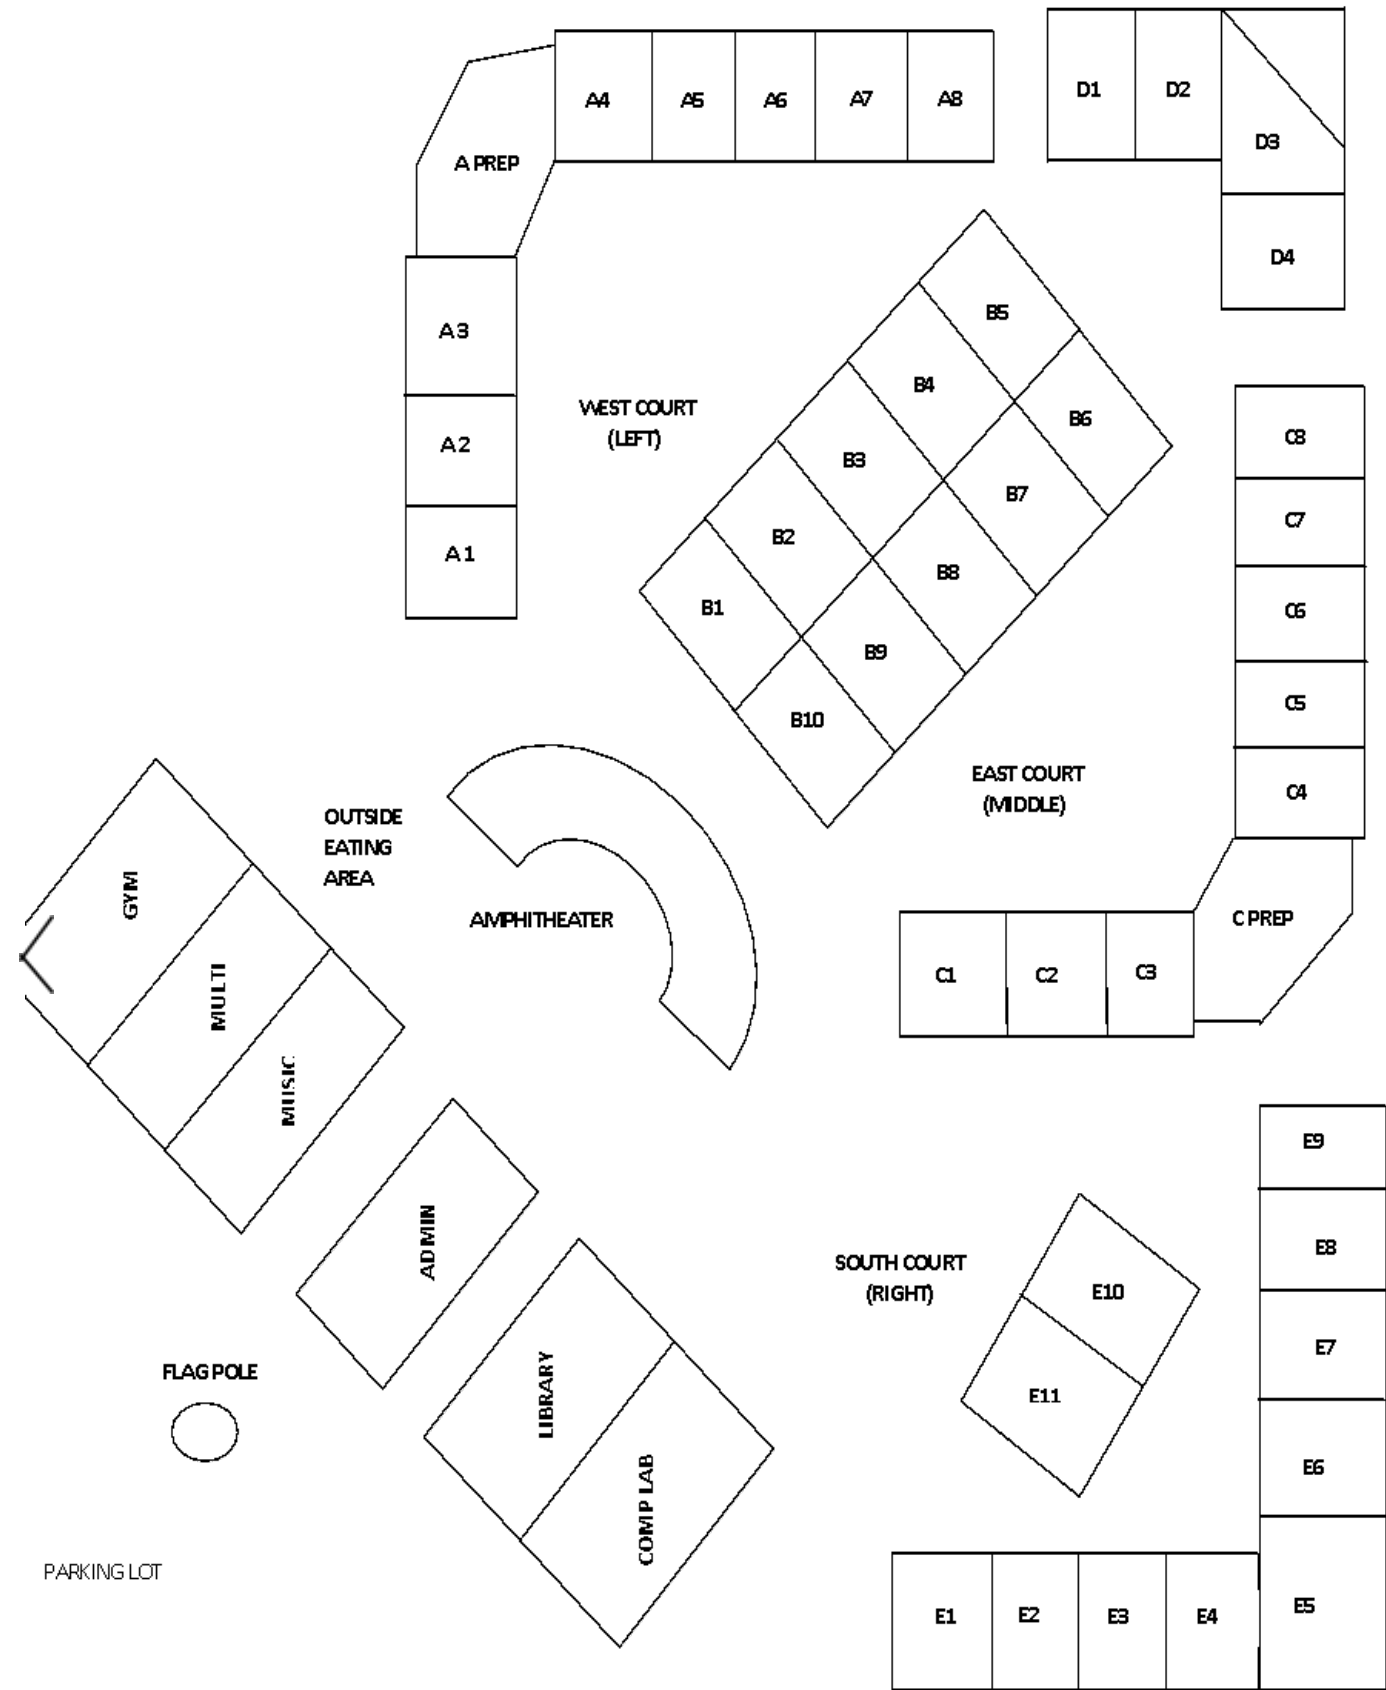 A4
A5
A6
A7
A8
D1
D2
D3
A PREP
D4
A3
B5
B4
WEST COURT
(LEFT)
B6
A2
C8
B3
B7
C7
B2
A1
B8
B1
C6
B9
C5
B10
EAST COURT
(MIDDLE)
C4
OUTSIDE
EATING
AREA
GYM
AMPHITHEATER
C PREP
C1
C2
C3
MULTI
MUSIC
E9
ADMIN
E8
SOUTH COURT
(RIGHT)
E10
E7
FLAG POLE
LIBRARY
E11
E6
COMP LAB
PARKING LOT
E1
E2
E3
E4
E5